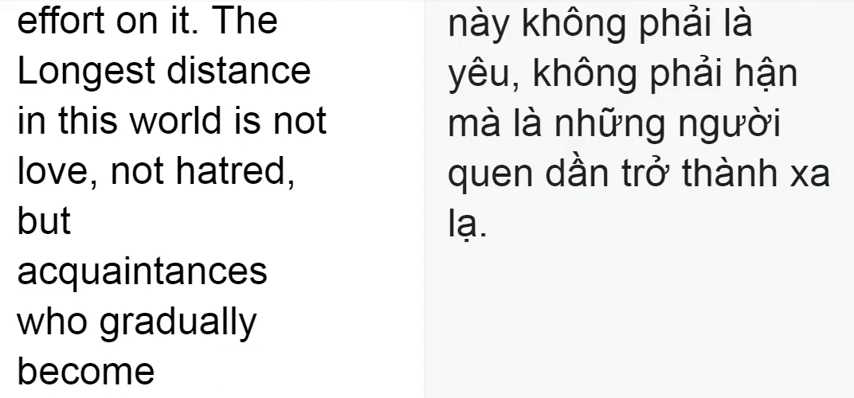 effort on it. The
Longest distance
in this world is not
love, not hatred,
but
acquaintances
who gradually
become
này không phải là
yêu, không phải hận
mà là những người
quen dần trở thành xa
lạ.